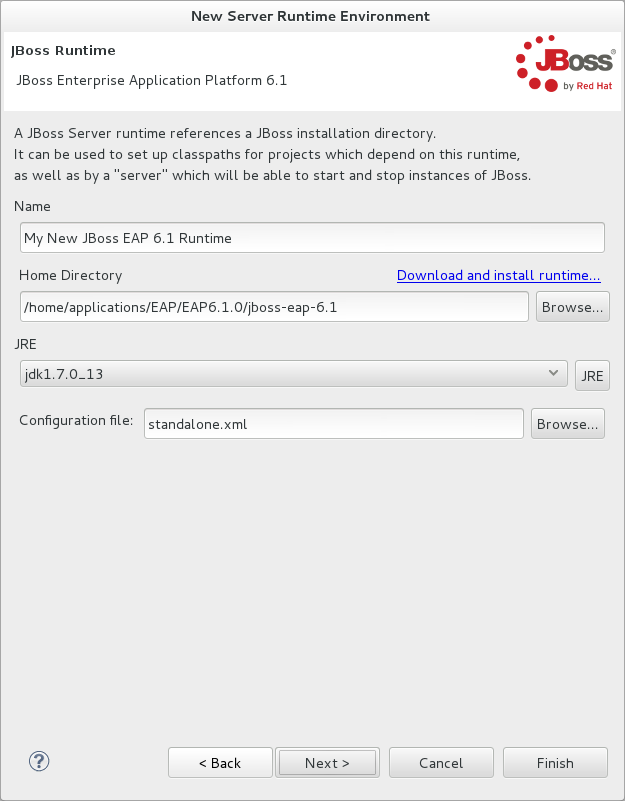 New Server Runtime Environment
JBoss Runtime
JBoss Enterprise Application Platform 6.1
JBoss®
by Red Hat
A JBoss Server runtime references a JBoss installation directory.
It can be used to set up classpaths for projects which depend on this runtime,
as well as by a "server" which will be able to start and stop instances of JBoss.
Name
My New JBoss EAP 6.1 Runtime
Home Directory Download and install runtime...
/home/applications/EAP/EAP6.1.0/jboss-eap-6.1 Browse...
JRE
jdk1.7.0_13 JRE
Configuration file: standalone.xml Browse...
? < Back Next > Cancel Finish